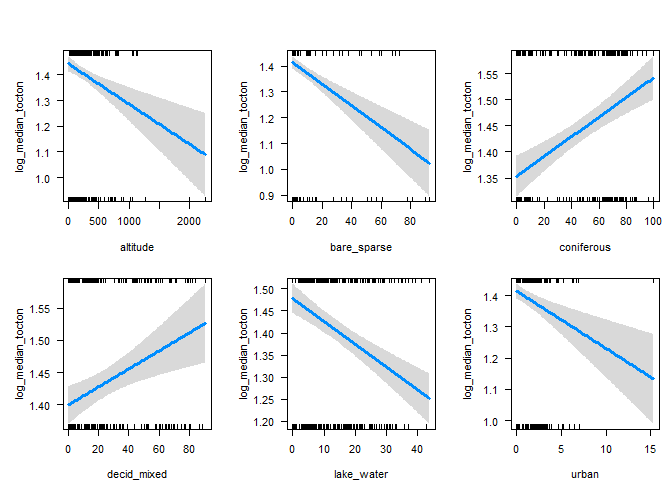 log_median_tocton
1.4
1.3
1.2
1.1
1.0
0 500 1000 2000
altitude
log_median_tocton
1.4
1.3
1.2
1.1
1.0
0.9
0 20 40 60 80
bare_sparse
log_median_tocton
1.55
1.50
1.45
1.40
1.35
0 20 40 60 80 100
coniferous
log_median_tocton
1.55
1.50
1.45
1.40
0 20 40 60 80
decid_mixed
log_median_tocton
1.50
1.45
1.40
1.35
1.30
1.25
1.20
0 10 20 30 40
lake_water
log_median_tocton
1.4
1.3
1.2
1.1
1.0
0 5 10 15
urban